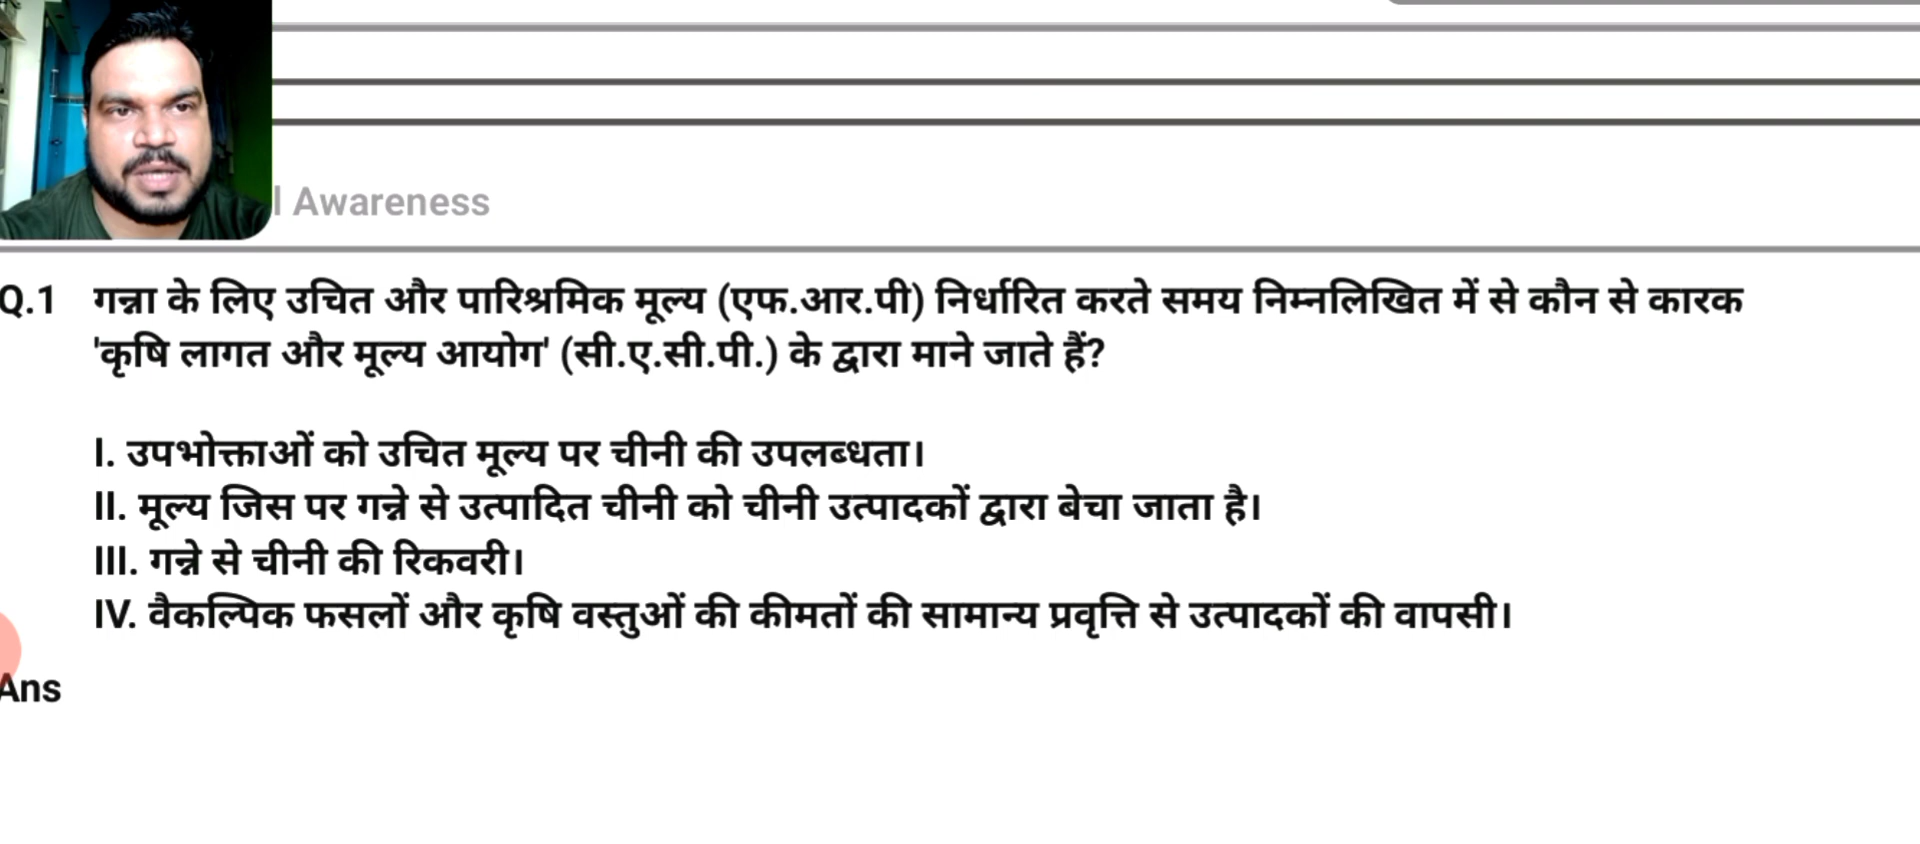 l Awareness
Q.1 गन्ना के लिए उचित और पारिश्रमिक मूल्य (एफ.आर.पी) निर्धारित करते समय निम्नलिखित में से कौन से कारक
'कृषि लागत और मूल्य आयोग' (सी.ए.सी.पी.) के द्वारा माने जाते हैं?
I. उपभोक्ताओं को उचित मूल्य पर चीनी की उपलब्धता।
II. मूल्य जिस पर गन्ने से उत्पादित चीनी को चीनी उत्पादकों द्वारा बेचा जाता है।
III. गन्ने से चीनी की रिकवरी।
IV. वैकल्पिक फसलों और कृषि वस्तुओं की कीमतों की सामान्य प्रवृत्ति से उत्पादकों की वापसी।
Ans